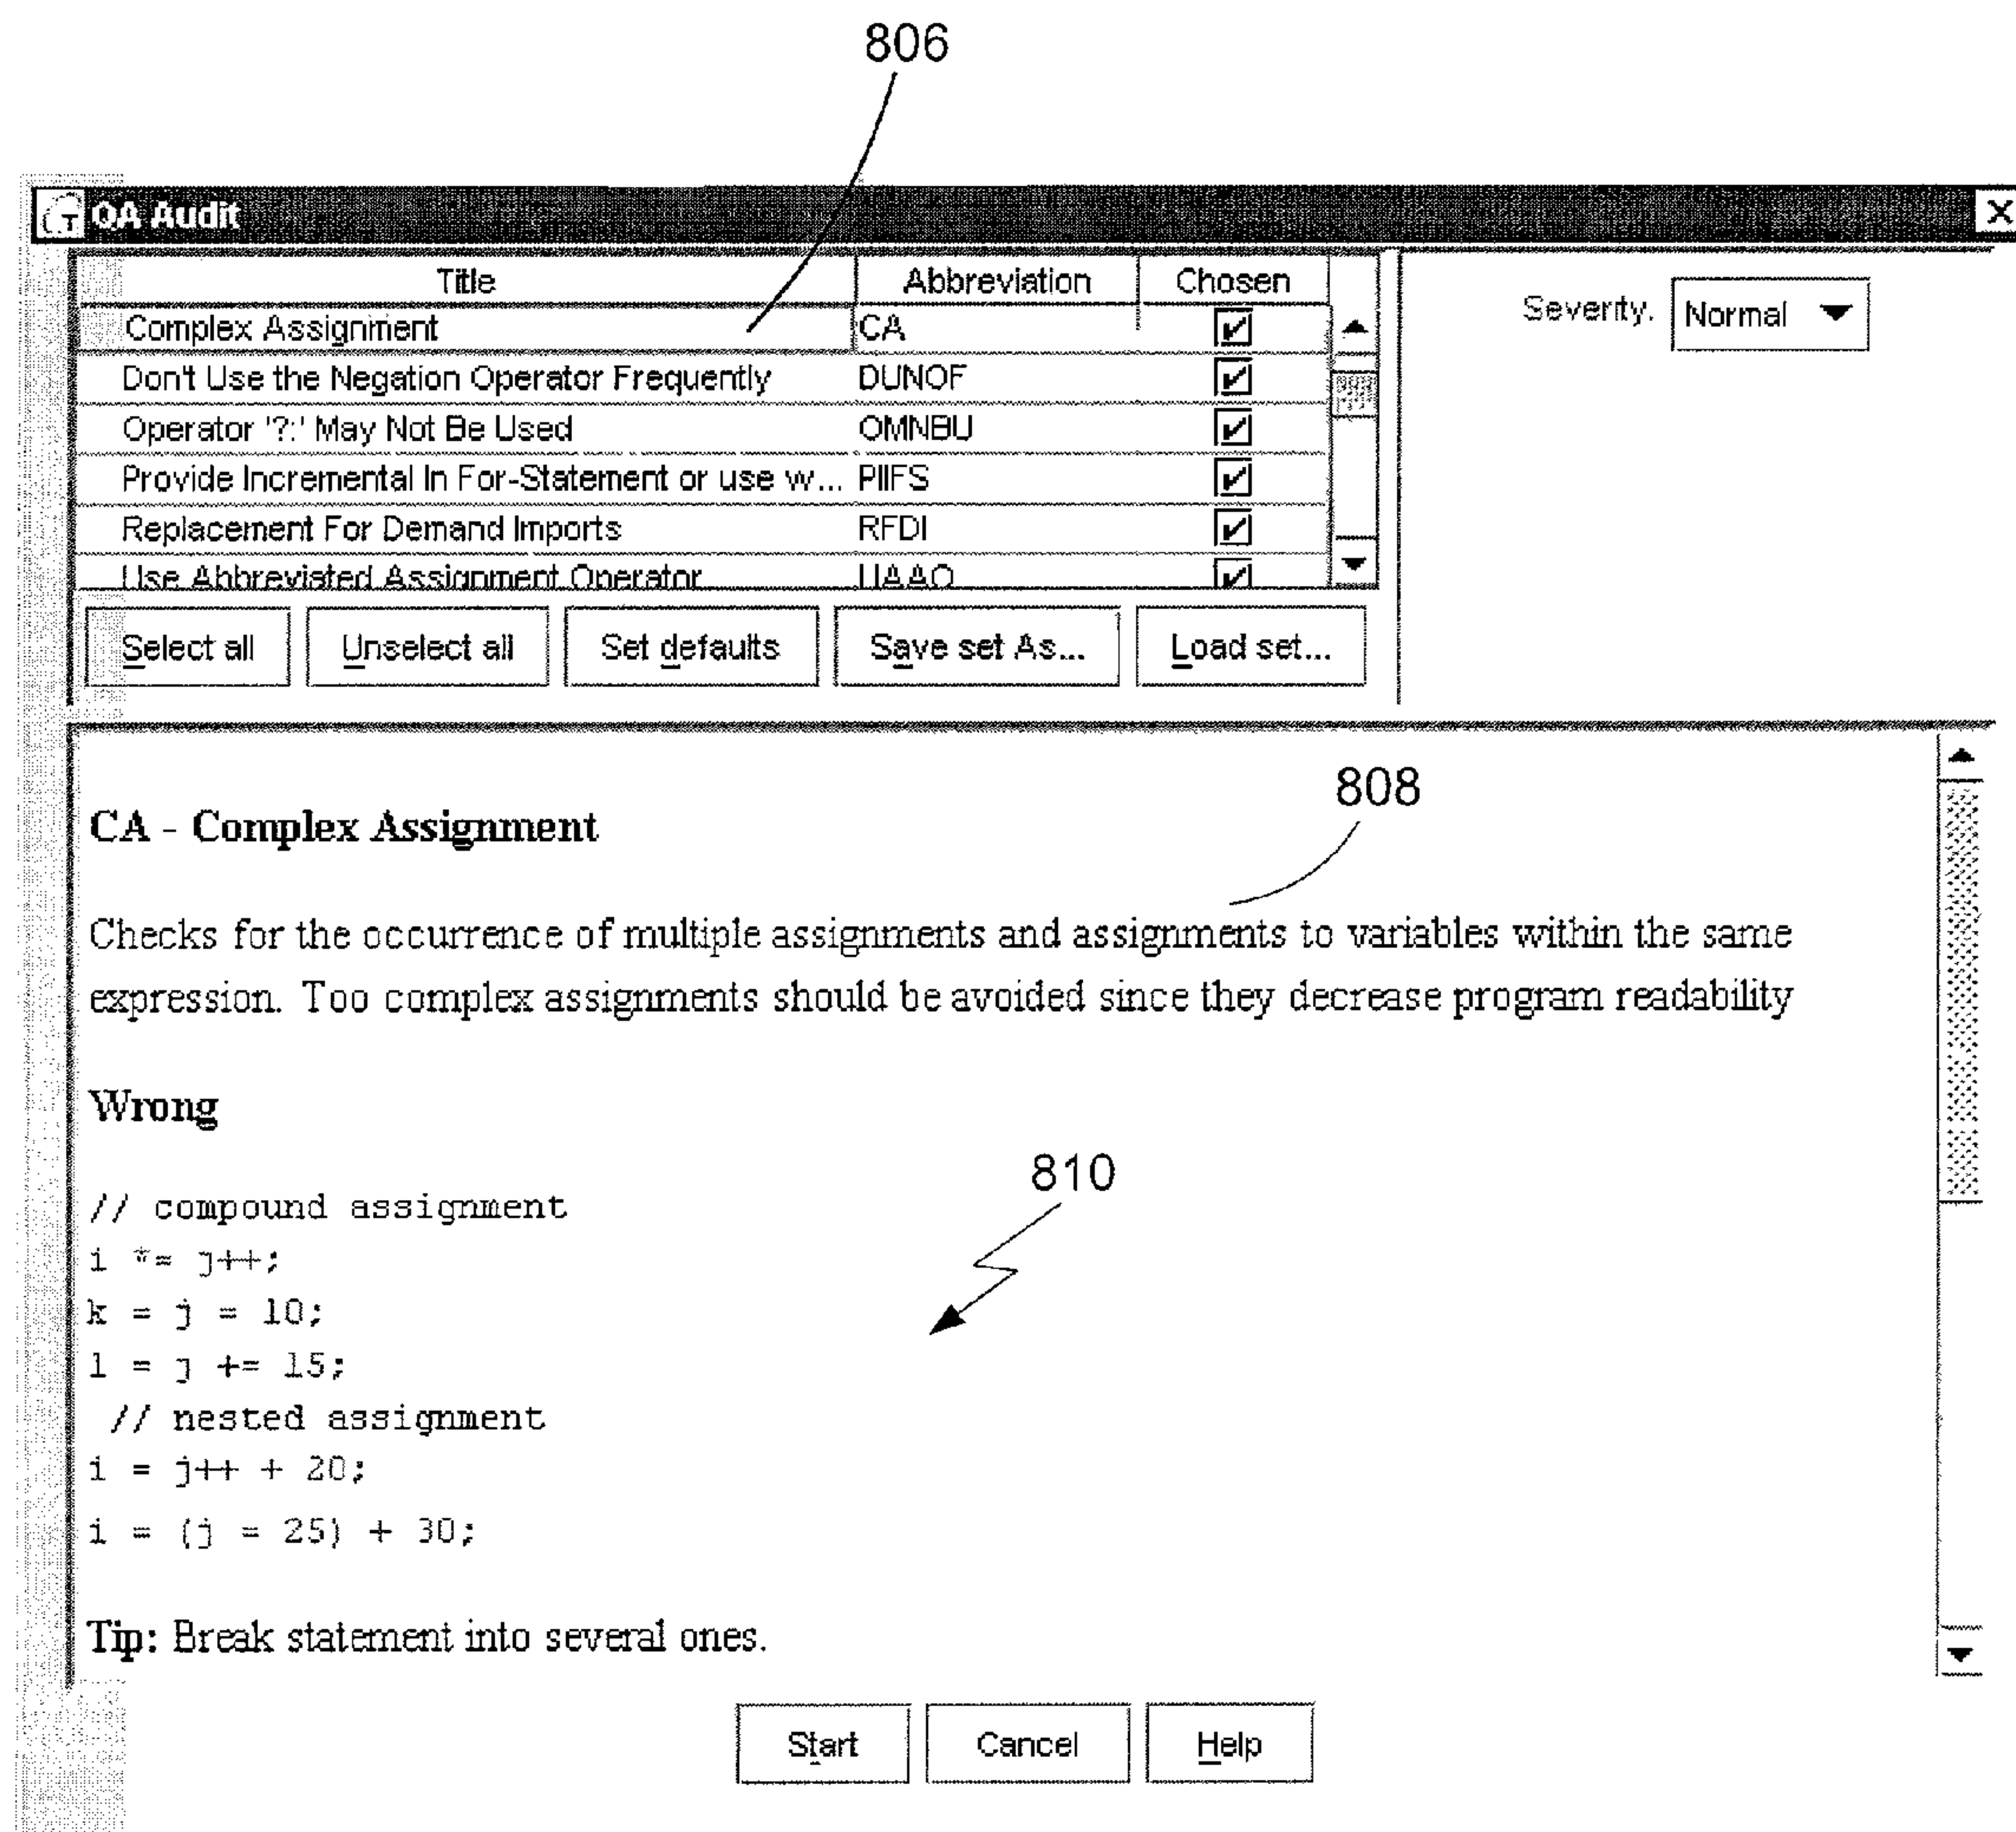 806
QA Audit
Title Abbreviation Chosen
Complex Assignment CA
Don't Use the Negation Operator Frequently DUNOF
Operator '?:' May Not Be Used OMNBU
Provide Incremental In For-Statement or use w... PIIFS
Replacement For Demand Imports RFDI
Use Abbreviated Assignment Operator UAAO
Severity: Normal
Select all Unselect all Set defaults Save set As... Load set...
808
CA - Complex Assignment
Checks for the occurrence of multiple assignments and assignments to variables within the same
expression. Too complex assignments should be avoided since they decrease program readability
Wrong
810
// compound assignment
i *= j++;
k = j = 10;
l = j += 15;
// nested assignment
i = j++ + 20;
i = (j = 25) + 30;
Tip: Break statement into several ones.
Start Cancel Help